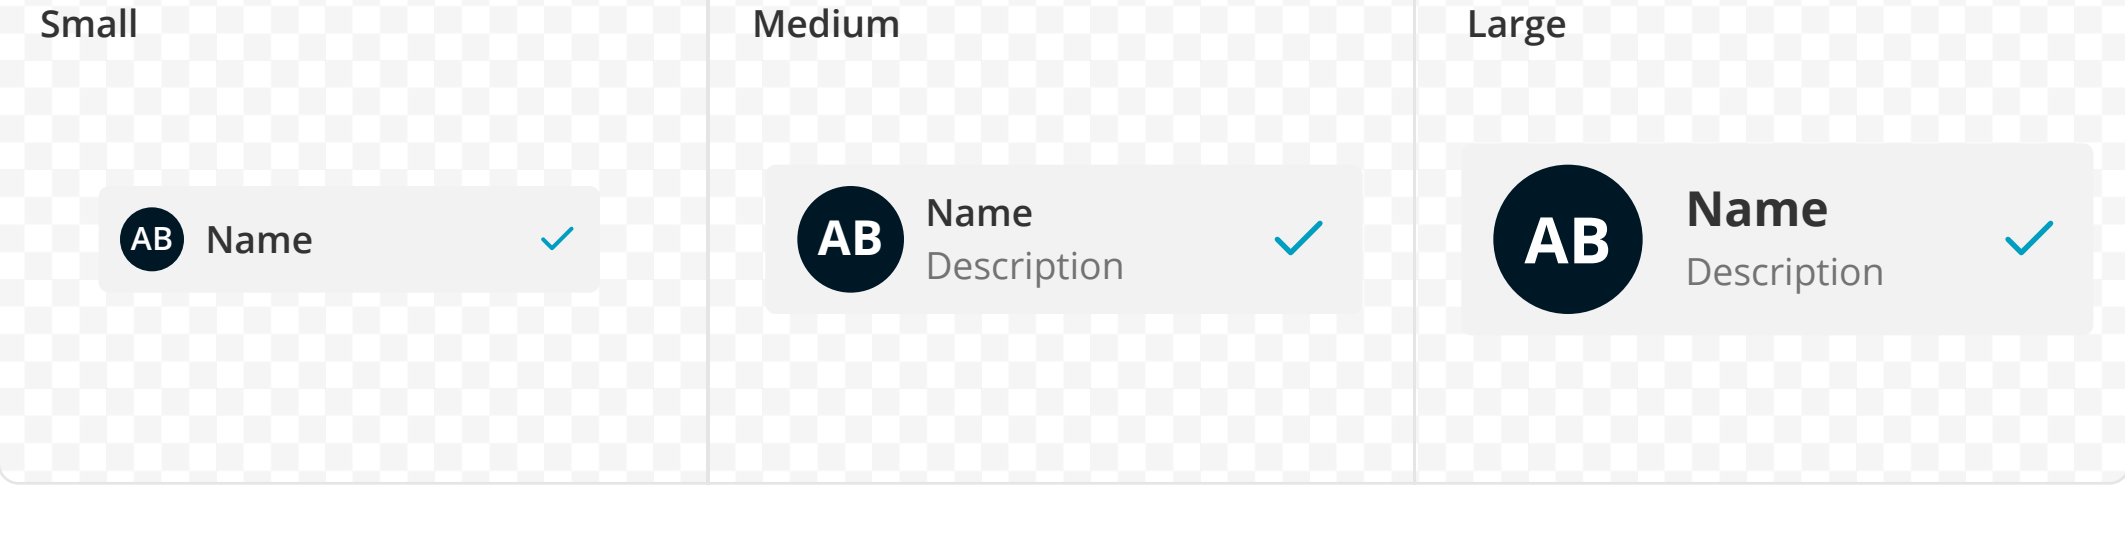 Small
Medium
Large
AB
Name
AB
Name
Description
AB
Name
Description